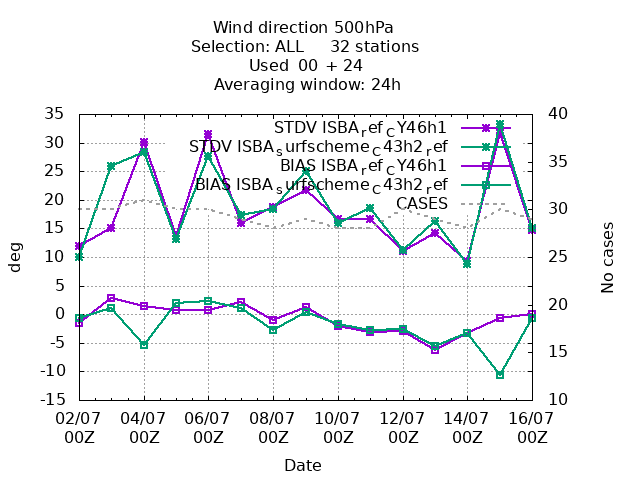 Wind direction 500hPa
Selection: ALL 32 stations
Used 00 + 24
Averaging window: 24h
35
30
25
20
15
10
5
0
-5
-10
-15
40
35
30
25
20
15
10
STDV ISBA_ref_CY46h1
STDV ISBA_surfscheme_C43h2_ref
BIAS ISBA_ref_CY46h1
BIAS ISBA_surfscheme_C43h2_ref
CASES
deg
No cases
02/07 04/07 06/07 08/07 10/07 12/07 14/07 16/07
00Z 00Z 00Z 00Z 00Z 00Z 00Z 00Z
Date